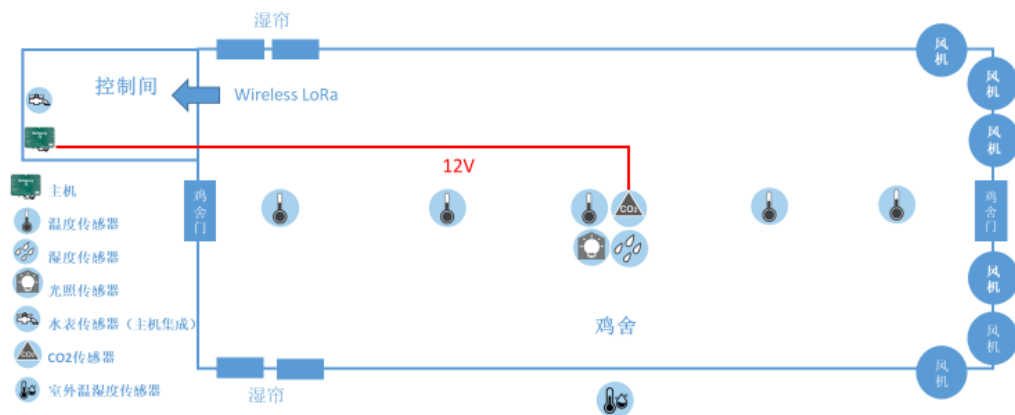 湿帘
风机
控制间
Wireless LoRa
风机
风机
12V
主机
鸡舍门
CO₂
鸡舍门
温度传感器
湿度传感器
光照传感器
风机
水表传感器（主机集成）
鸡舍
风机
CO2传感器
CO₂
风机
湿帘
室外温湿度传感器